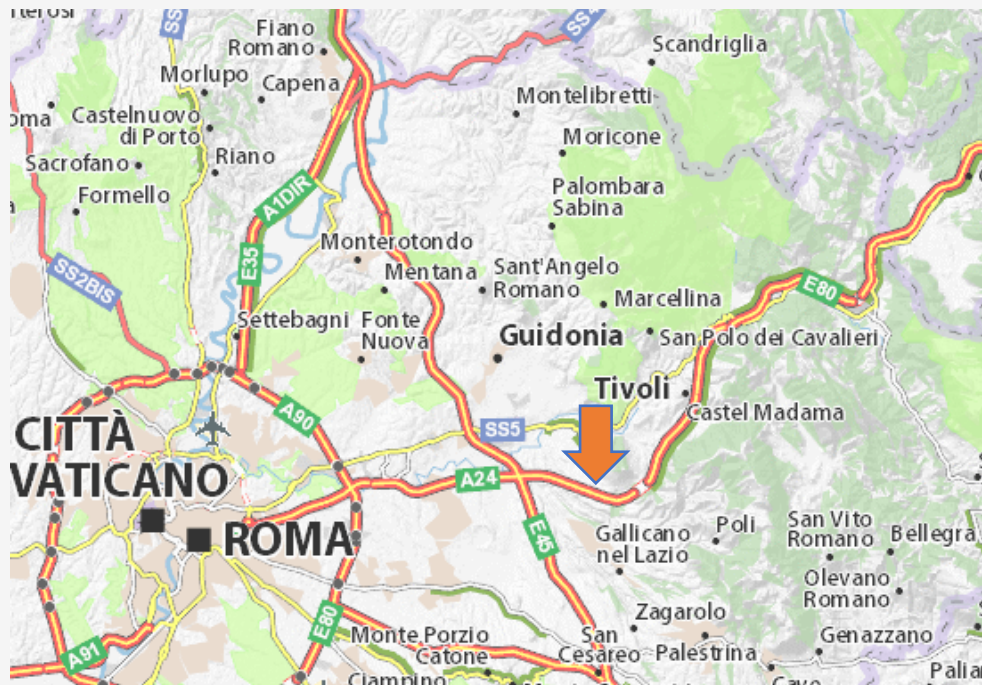 SS4
Fiano
Romano
Scandriglia
Morlupo
Capena
Montelibretti
Castelnuovo
di Porto
Moricone
Sacrofano
Riano
Formello
A1DIR
Palombara
Sabina
Monterotondo
E35
Mentana
Sant'Angelo
Romano
SS2BIS
E80
Marcellina
Settebagni
Fonte
Nuova
Guidonia
San Polo dei Cavalieri
Tivoli
Castel Madama
A90
SS5
CITTÀ
VATICANO
A24
ROMA
E45
Gallicano
nel Lazio
Poli
San Vito
Romano
Bellegra
Olevano
Romano
E80
Zagarolo
Monte Porzio
Catone
San
Cesareo
Palestrina
Genazzano
A91
Ciampino
Cave